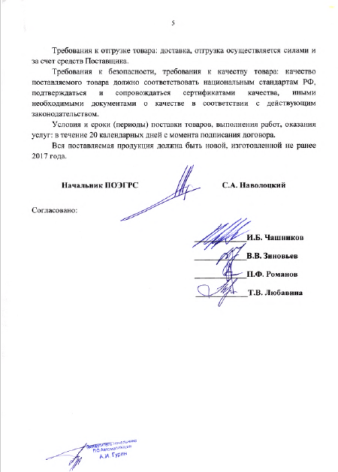 5
Требования к отгрузке товара: доставка, отгрузка осуществляется силами и
за счет средств Поставщика.
Требования к безопасности, требования к качеству товара: качество
поставляемого товара должно соответствовать национальным стандартам РФ,
подтверждаться и сопровождаться сертификатами качества, иными
необходимыми документами о качестве в соответствии с действующим
законодательством.
Условия и сроки (периоды) поставки товаров, выполнения работ, оказания
услуг: в течение 20 календарных дней с момента подписания договора.
Вся поставляемая продукция должна быть новой, изготовленной не ранее
2017 года.
Начальник ПОЭГРС С.А. Наволоцкий
Согласовано:
И.Б. Чашников
В.В. Зиновьев
П.Ф. Романов
Т.В. Любавина
А.И. Гурин